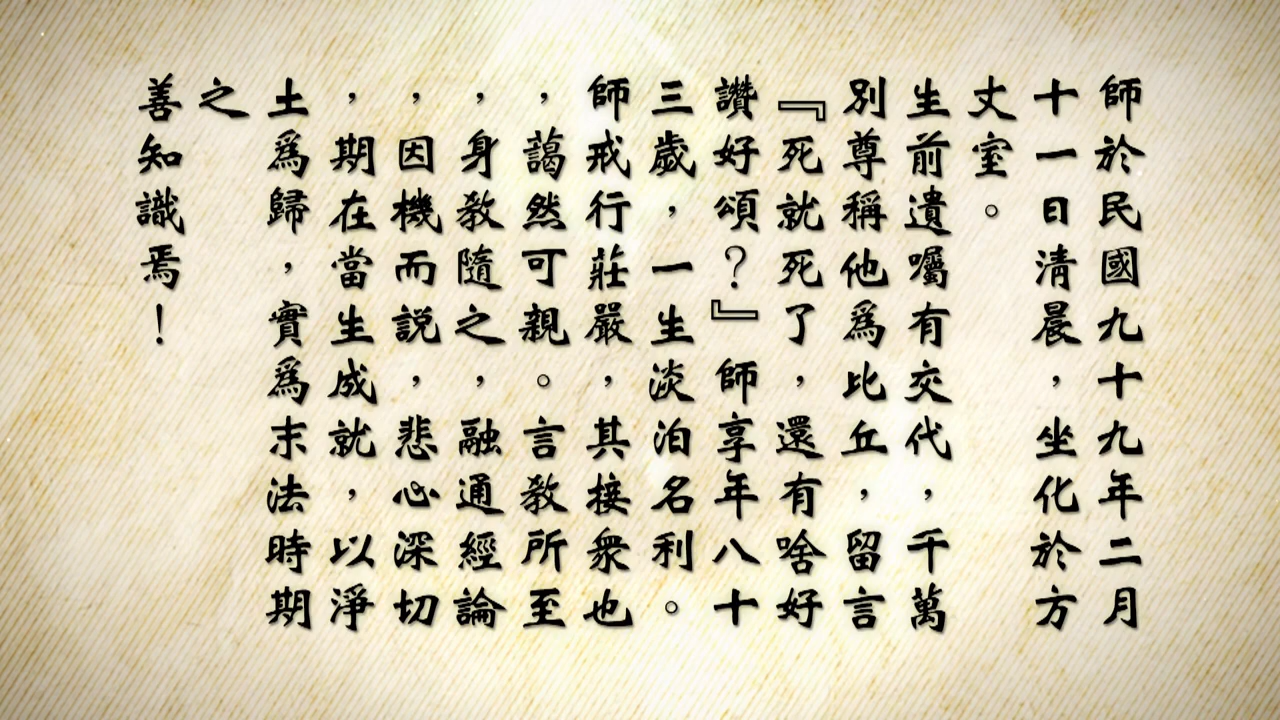 師於民國九十九年二月
十一日清晨，坐化於方
丈室。
生前遺囑有交代，千萬
別尊稱他爲比丘，留言
『死就死了，還有啥好
讚好頌？』師享年八十
三歲，一生淡泊名利。
師戒行莊嚴，其接衆也
，藹然可親。言教所至
，身教隨之，融通經論
，因機而説，悲心深切
，期在當生成就，以淨
土爲歸，實爲末法時期
之
善知識焉！